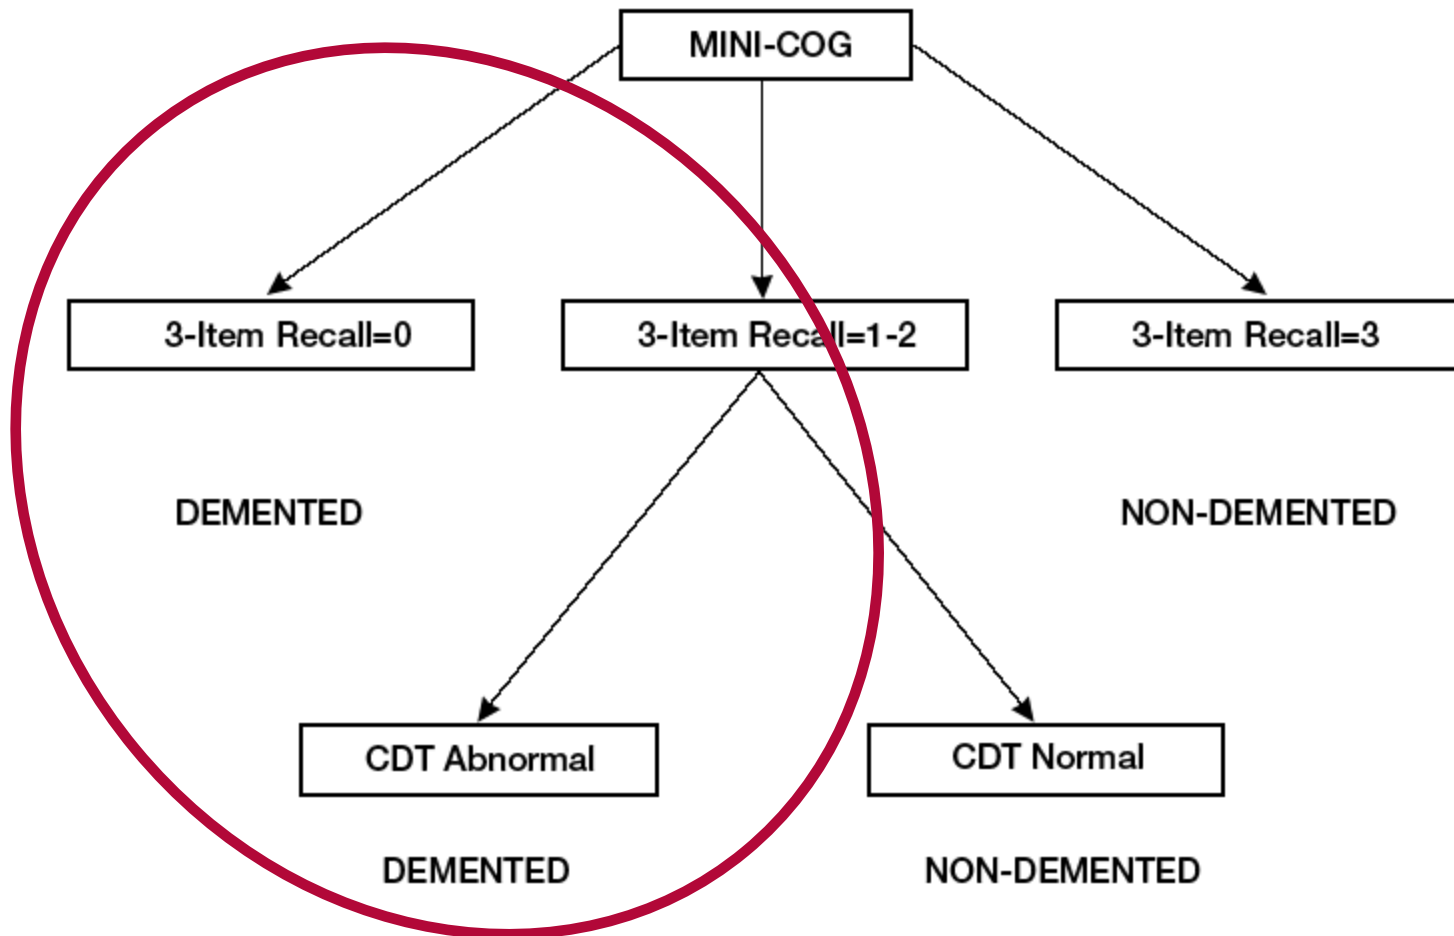 MINI-COG
3-Item Recall=0
3-Item Recall=1-2
3-Item Recall=3
DEMENTED
NON-DEMENTED
CDT Abnormal
CDT Normal
DEMENTED
NON-DEMENTED